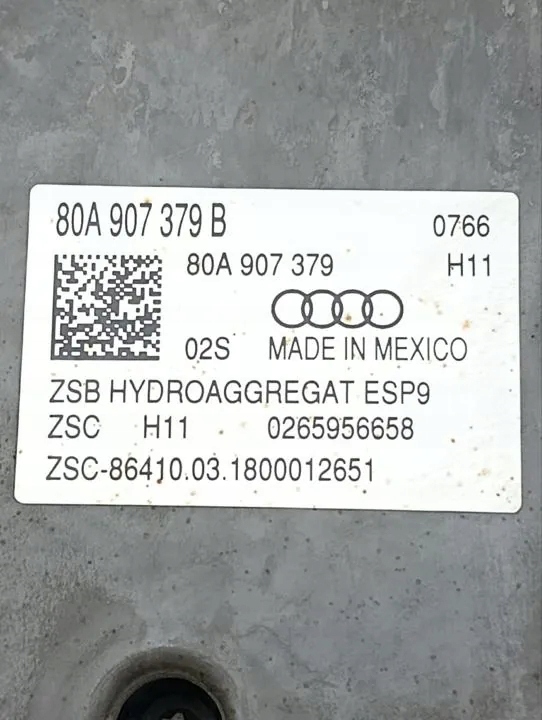 80A 907 379 B 0766
80A 907 379 H11
02S MADE IN MEXICO
ZSB HYDROAGGREGAT ESP9
ZSC H11 0265956658
ZSC-86410.03.1800012651